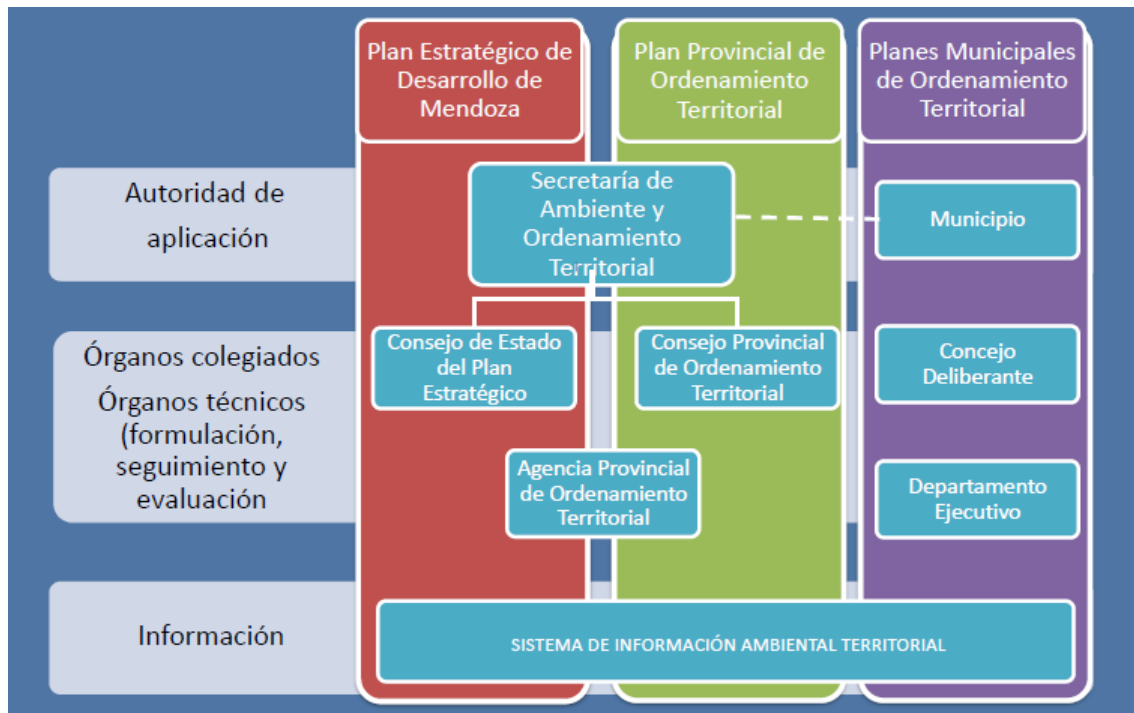 Plan Estratégico de
Desarrollo de
Mendoza
Plan Provincial de
Ordenamiento
Territorial
Planes Municipales
de Ordenamiento
Territorial
Autoridad de
aplicación
Secretaría de
Ambiente y
Ordenamiento
Territorial
Municipio
Órganos colegiados
Órganos técnicos
(formulación,
seguimiento y
evaluación
Consejo de Estado
del Plan
Estratégico
Consejo Provincial
de Ordenamiento
Territorial
Concejo
Deliberante
Agencia Provincial
de Ordenamiento
Territorial
Departamento
Ejecutivo
Información
SISTEMA DE INFORMACIÓN AMBIENTAL TERRITORIAL